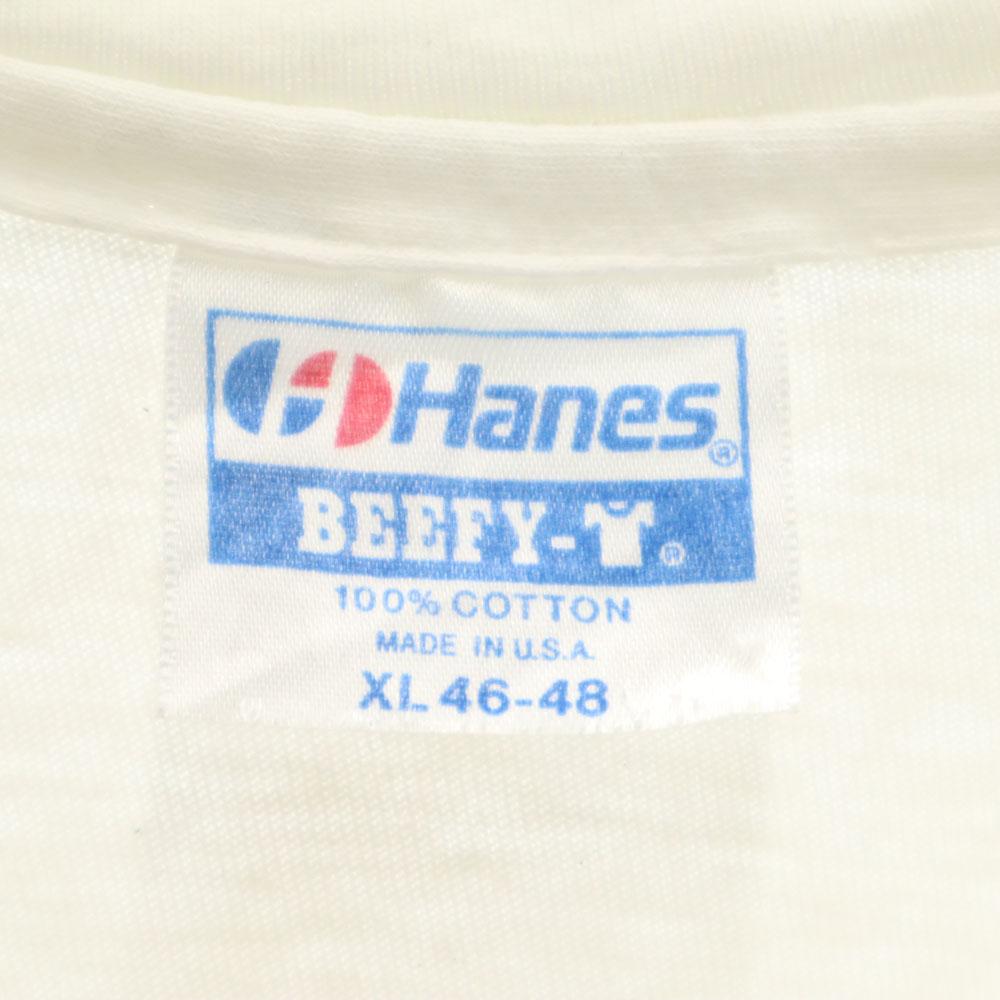 Hanes®
BEEFY-T®
100% COTTON
MADE IN U.S.A.
XL 46-48